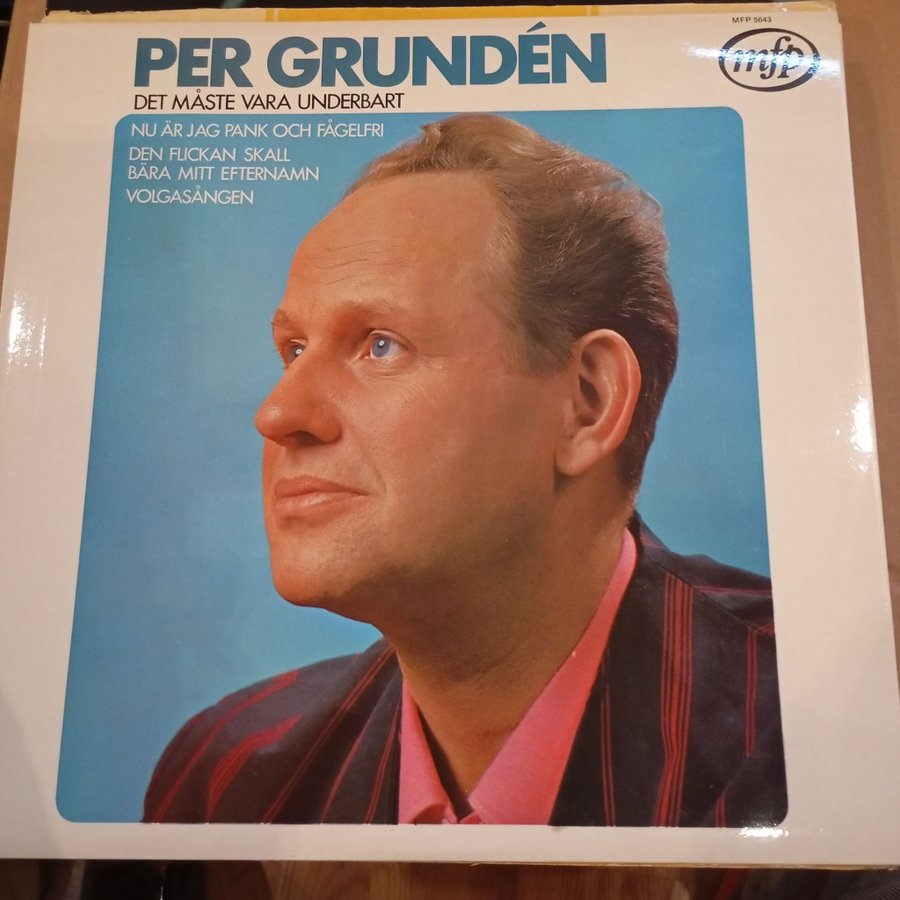 MFP 5643
PER GRUNDÉN
mfp
DET MÅSTE VARA UNDERBART
NU ÄR JAG PANK OCH FÅGELFRI
DEN FLICKAN SKALL
BÄRA MITT EFTERNAMN
VOLGASÅNGEN